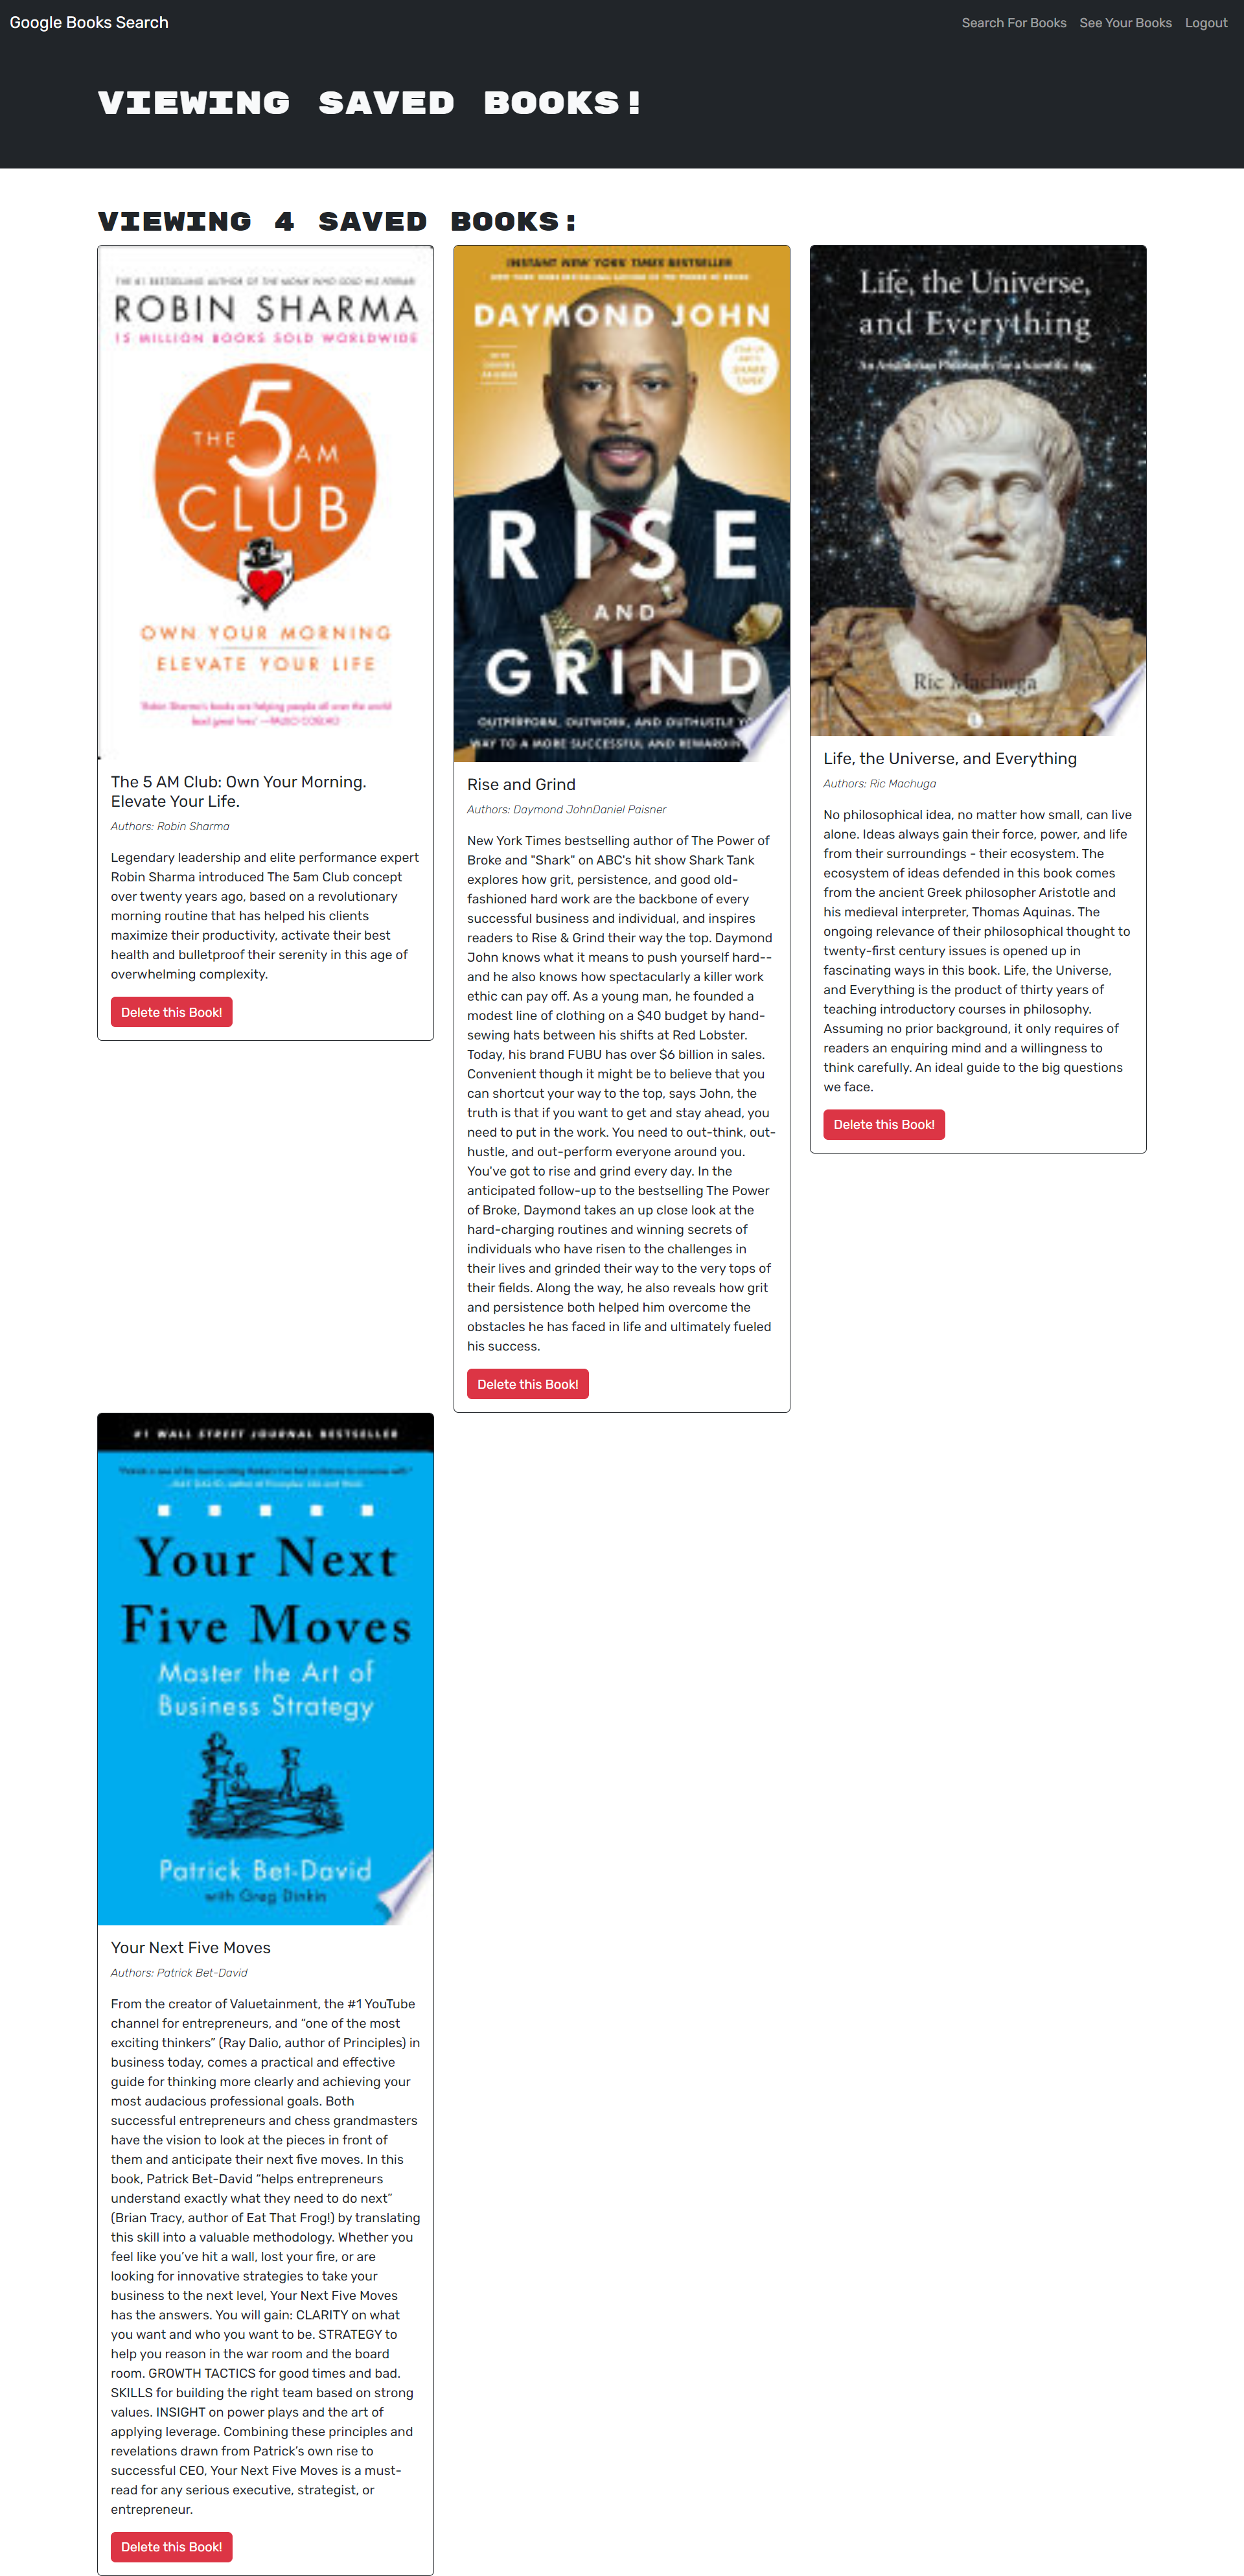 Google Books Search
Search For Books
See Your Books
Logout
VIEWING SAVED BOOKS!
VIEWING 4 SAVED BOOKS:
THE #1 BESTSELLING AUTHOR OF THE MONK WHO SOLD HIS FERRARI
ROBIN SHARMA
15 MILLION BOOKS SOLD WORLDWIDE
THE 5 AM
CLUB
OWN YOUR MORNING
ELEVATE YOUR LIFE
'Robin Sharma's books are helping people all over the world
lead great lives' —PAULO COELHO
The 5 AM Club: Own Your Morning.
Elevate Your Life.
Authors: Robin Sharma
Legendary leadership and elite performance expert
Robin Sharma introduced The 5am Club concept
over twenty years ago, based on a revolutionary
morning routine that has helped his clients
maximize their productivity, activate their best
health and bulletproof their serenity in this age of
overwhelming complexity.
Delete this Book!
INSTANT NEW YORK TIMES BESTSELLER
DAYMOND JOHN
RISE
AND
GRIND
OUTPERFORM, OUTWORK, AND OUTHUSTLE
WAY TO A MORE SUCCESSFUL AND
Rise and Grind
Authors: Daymond JohnDaniel Paisner
New York Times bestselling author of The Power of
Broke and "Shark" on ABC's hit show Shark Tank
explores how grit, persistence, and good old-
fashioned hard work are the backbone of every
successful business and individual, and inspires
readers to Rise & Grind their way the top. Daymond
John knows what it means to push yourself hard--
and he also knows how spectacularly a killer work
ethic can pay off. As a young man, he founded a
modest line of clothing on a $40 budget by hand-
sewing hats between his shifts at Red Lobster.
Today, his brand FUBU has over $6 billion in sales.
Convenient though it might be to believe that you
can shortcut your way to the top, says John, the
truth is that if you want to get and stay ahead, you
need to put in the work. You need to out-think, out-
hustle, and out-perform everyone around you.
You've got to rise and grind every day. In the
anticipated follow-up to the bestselling The Power
of Broke, Daymond takes an up close look at the
hard-charging routines and winning secrets of
individuals who have risen to the challenges in
their lives and grinded their way to the very tops of
their fields. Along the way, he also reveals how grit
and persistence both helped him overcome the
obstacles he has faced in life and ultimately fueled
his success.
Delete this Book!
Life, the Universe,
and Everything
An Aristotelian Philosophy for a Scientific Age
Ric Machuga
Life, the Universe, and Everything
Authors: Ric Machuga
No philosophical idea, no matter how small, can live
alone. Ideas always gain their force, power, and life
from their surroundings - their ecosystem. The
ecosystem of ideas defended in this book comes
from the ancient Greek philosopher Aristotle and
his medieval interpreter, Thomas Aquinas. The
ongoing relevance of their philosophical thought to
twenty-first century issues is opened up in
fascinating ways in this book. Life, the Universe,
and Everything is the product of thirty years of
teaching introductory courses in philosophy.
Assuming no prior background, it only requires of
readers an enquiring mind and a willingness to
think carefully. An ideal guide to the big questions
we face.
Delete this Book!
#1 WALL STREET JOURNAL BESTSELLER
Your Next
Five Moves
Master the Art of
Business Strategy
Patrick Bet-David
with Greg Dinkin
Your Next Five Moves
Authors: Patrick Bet-David
From the creator of Valuetainment, the #1 YouTube
channel for entrepreneurs, and “one of the most
exciting thinkers” (Ray Dalio, author of Principles) in
business today, comes a practical and effective
guide for thinking more clearly and achieving your
most audacious professional goals. Both
successful entrepreneurs and chess grandmasters
have the vision to look at the pieces in front of
them and anticipate their next five moves. In this
book, Patrick Bet-David “helps entrepreneurs
understand exactly what they need to do next”
(Brian Tracy, author of Eat That Frog!) by translating
this skill into a valuable methodology. Whether you
feel like you’ve hit a wall, lost your fire, or are
looking for innovative strategies to take your
business to the next level, Your Next Five Moves
has the answers. You will gain: CLARITY on what
you want and who you want to be. STRATEGY to
help you reason in the war room and the board
room. GROWTH TACTICS for good times and bad.
SKILLS for building the right team based on strong
values. INSIGHT on power plays and the art of
applying leverage. Combining these principles and
revelations drawn from Patrick’s own rise to
successful CEO, Your Next Five Moves is a must-
read for any serious executive, strategist, or
entrepreneur.
Delete this Book!